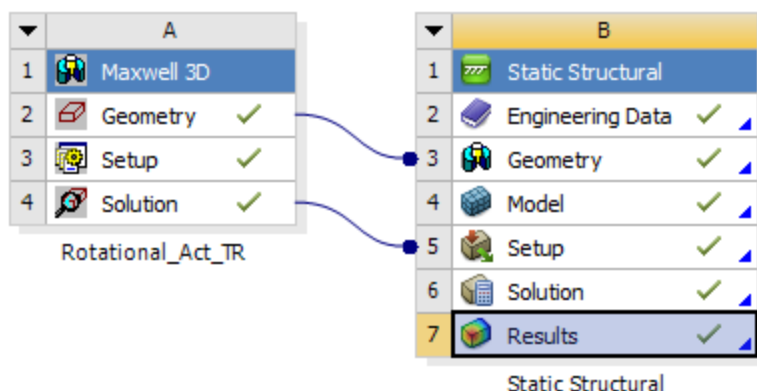 A
1 Maxwell 3D
2 Geometry
3 Setup
4 Solution
Rotational_Act_TR
B
1 Static Structural
2 Engineering Data
3 Geometry
4 Model
5 Setup
6 Solution
7 Results
Static Structural